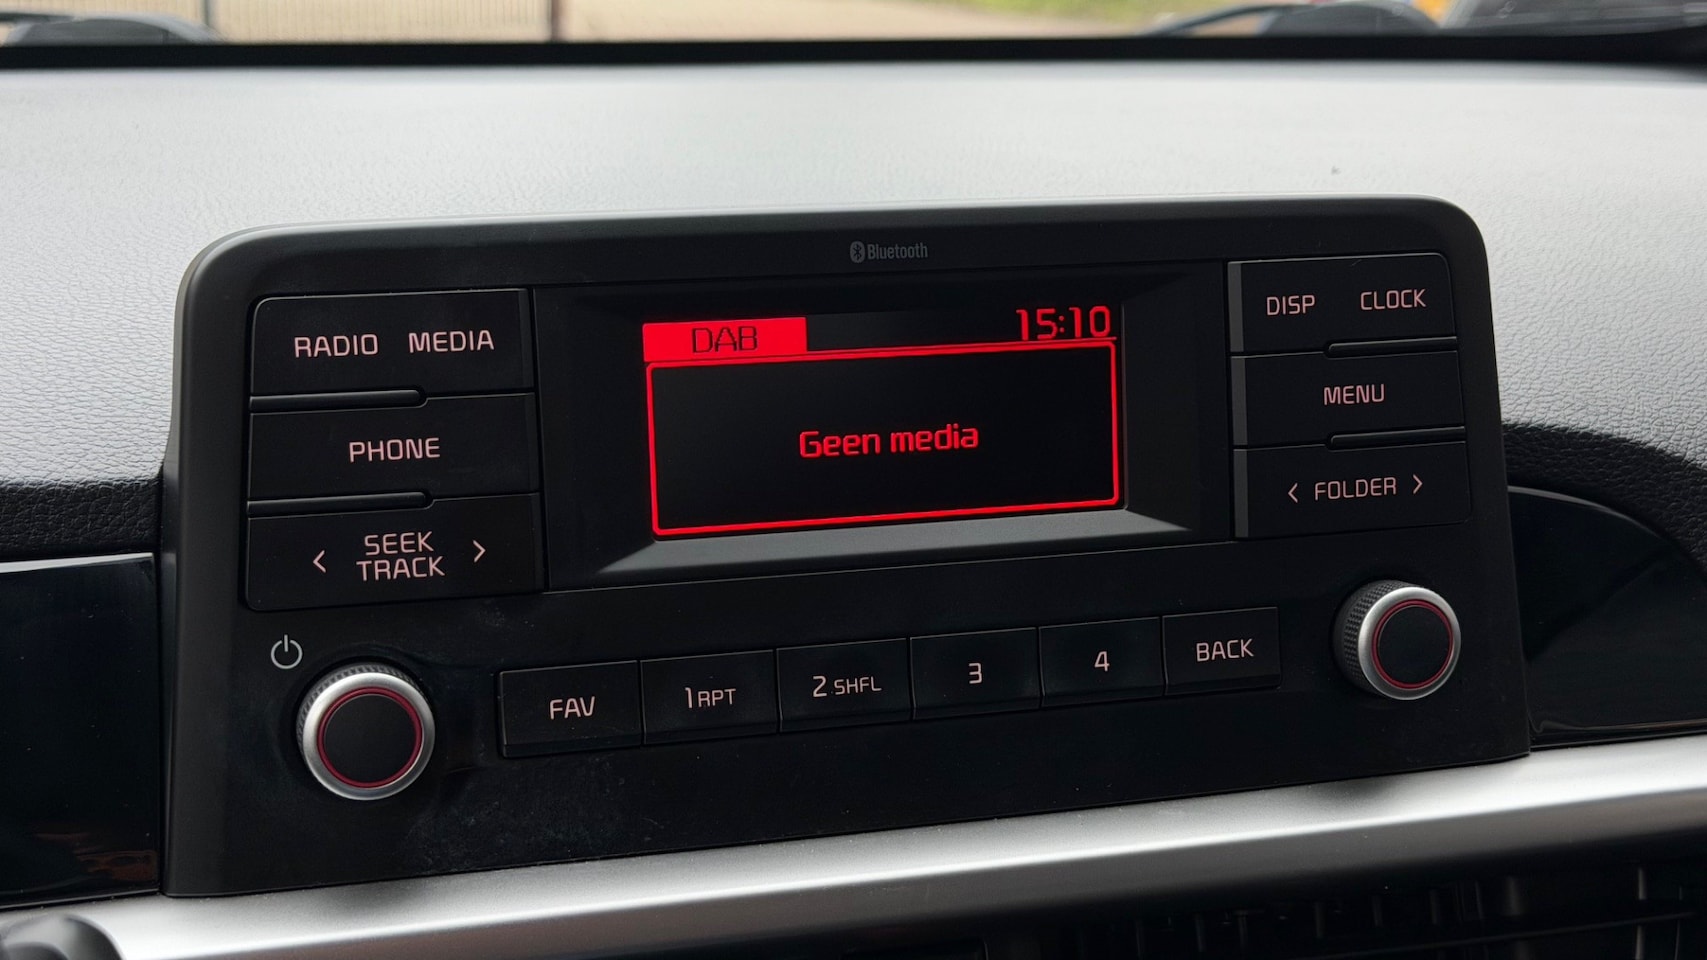 Bluetooth
RADIO MEDIA
PHONE
< SEEK TRACK >
DAB 15:10
Geen media
DISP CLOCK
MENU
< FOLDER >
FAV 1 RPT 2 SHFL 3 4 BACK